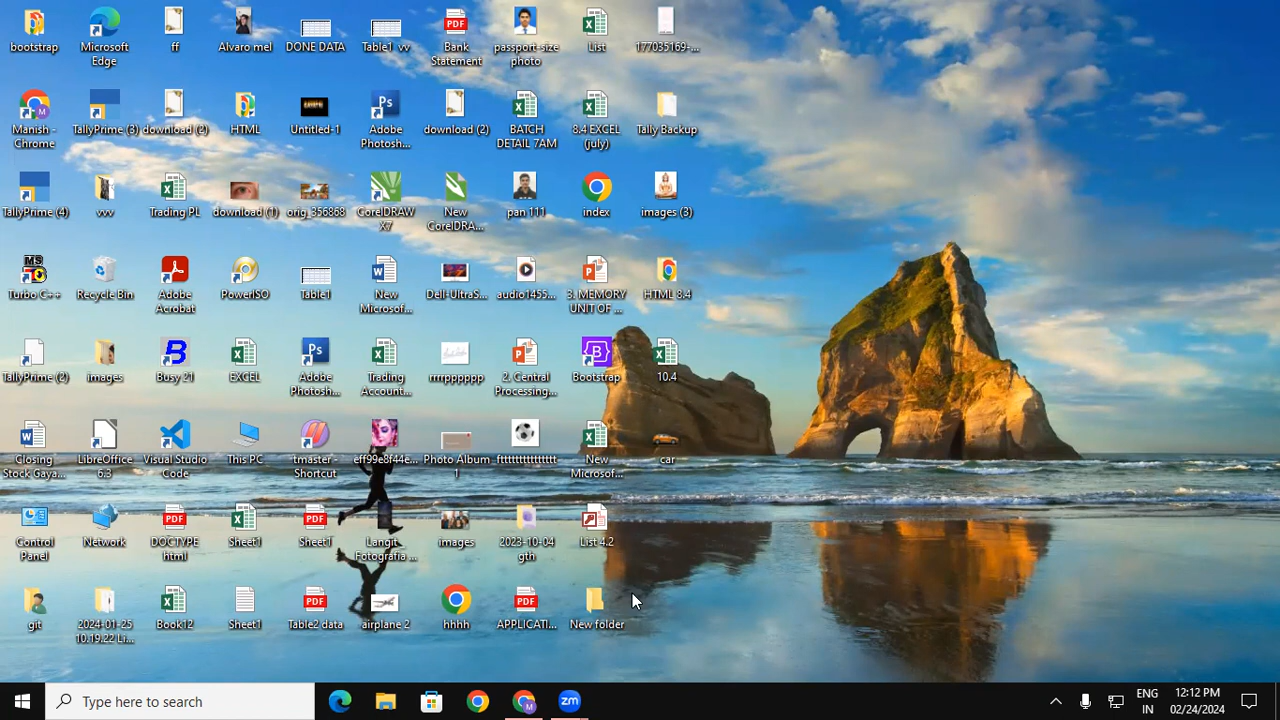 bootstrap
Microsoft
Edge
ff
Alvaro mel
DONE DATA
Table1_vv
Bank
Statement
passport-size
photo
List
177035169-...
Manish -
Chrome
TallyPrime (3)
download (2)
HTML
Untitled-1
Adobe
Photosh...
download (2)
BATCH
DETAIL 7AM
8.4 EXCEL
(july)
Tally Backup
TallyPrime (4)
vvv
Trading PL
download (1)
orig_356868
CorelDRAW
X7
New
CorelDRA...
pan 111
index
images (3)
Turbo C++
Recycle Bin
Adobe
Acrobat
PowerISO
Table1
New
Microsof...
Dell-UltraS...
audio1455...
3. MEMORY
UNIT OF ...
HTML 8.4
TallyPrime (2)
images
Busy 21
EXCEL
Adobe
Photosh...
Trading
Account...
rrrrpppppp
2. Central
Processing...
Bootstrap
10.4
Closing
Stock Gaya...
LibreOffice
6.3
Visual Studio
Code
This PC
tmaster -
Shortcut
eff99e8f44e...
Photo Album
1
New
Microsof...
car
Control
Panel
Network
DOCTYPE
html
Sheet1
Sheet1
Langit
Fotografia ...
images
2023-10-04
gth
List 4.2
git
2024-01-25
10.19.22 Li...
Book12
Sheet1
Table2 data
airplane 2
hhhh
APPLICATI...
New folder
Type here to search
zm
ENG
IN
12:12 PM
02/24/2024